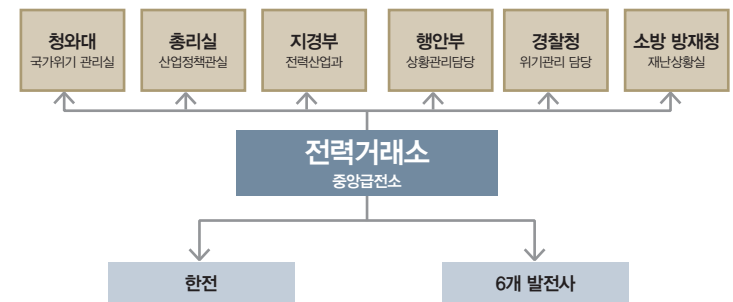 청와대
국가위기 관리실
총리실
산업정책관실
지경부
전력산업과
행안부
상황관리담당
경찰청
위기관리 담당
소방 방재청
재난상황실
전력거래소
중앙급전소
한전
6개 발전사